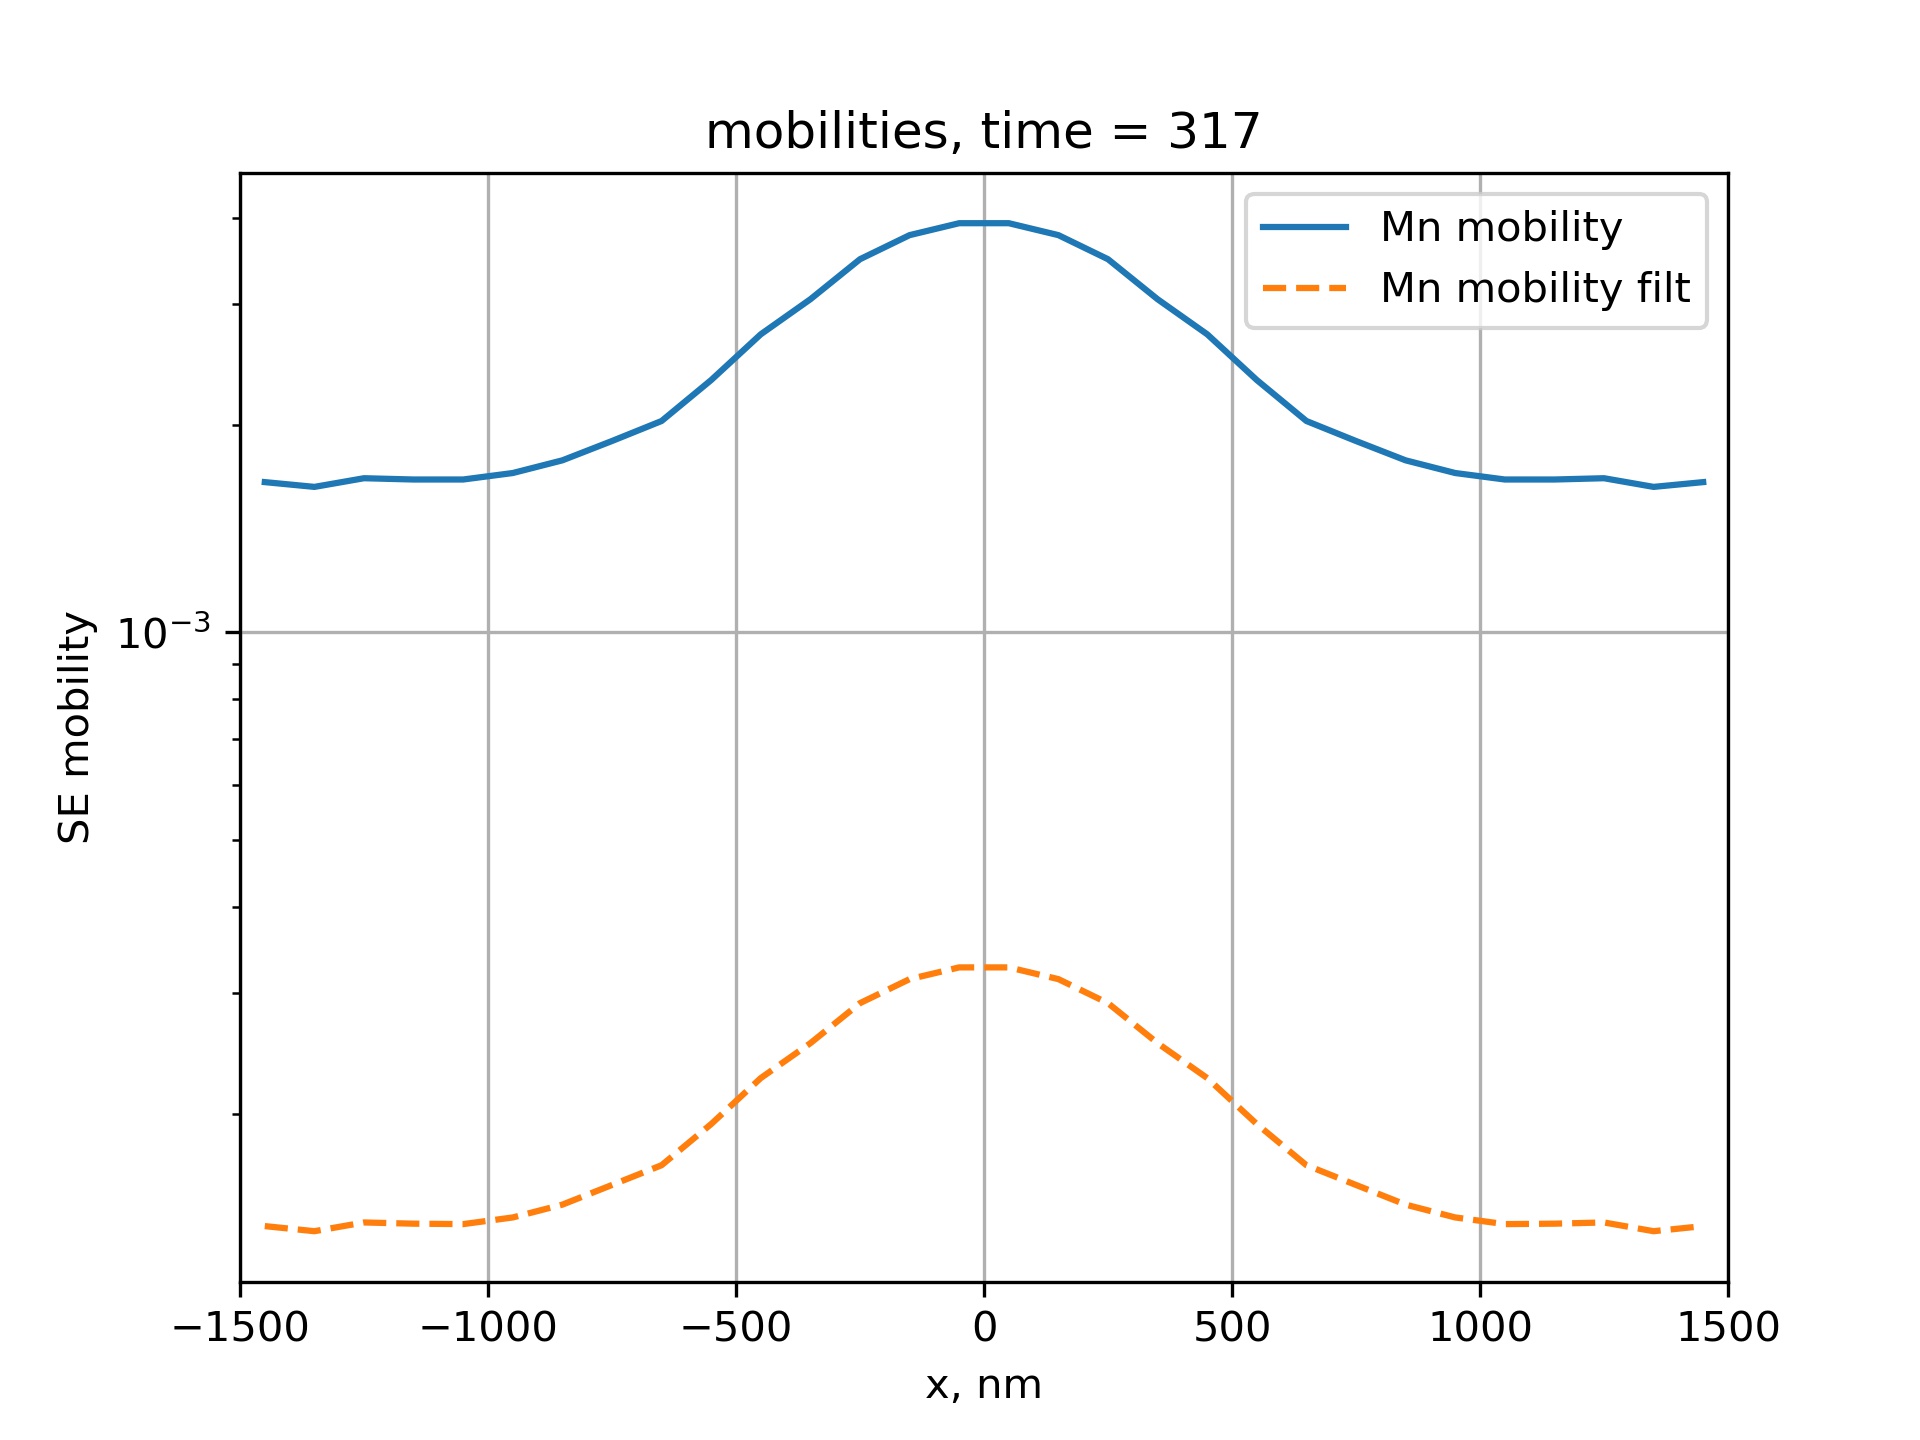 mobilities, time = 317
Mn mobility
Mn mobility filt
SE mobility
10⁻³
−1500 −1000 −500 0 500 1000 1500
x, nm